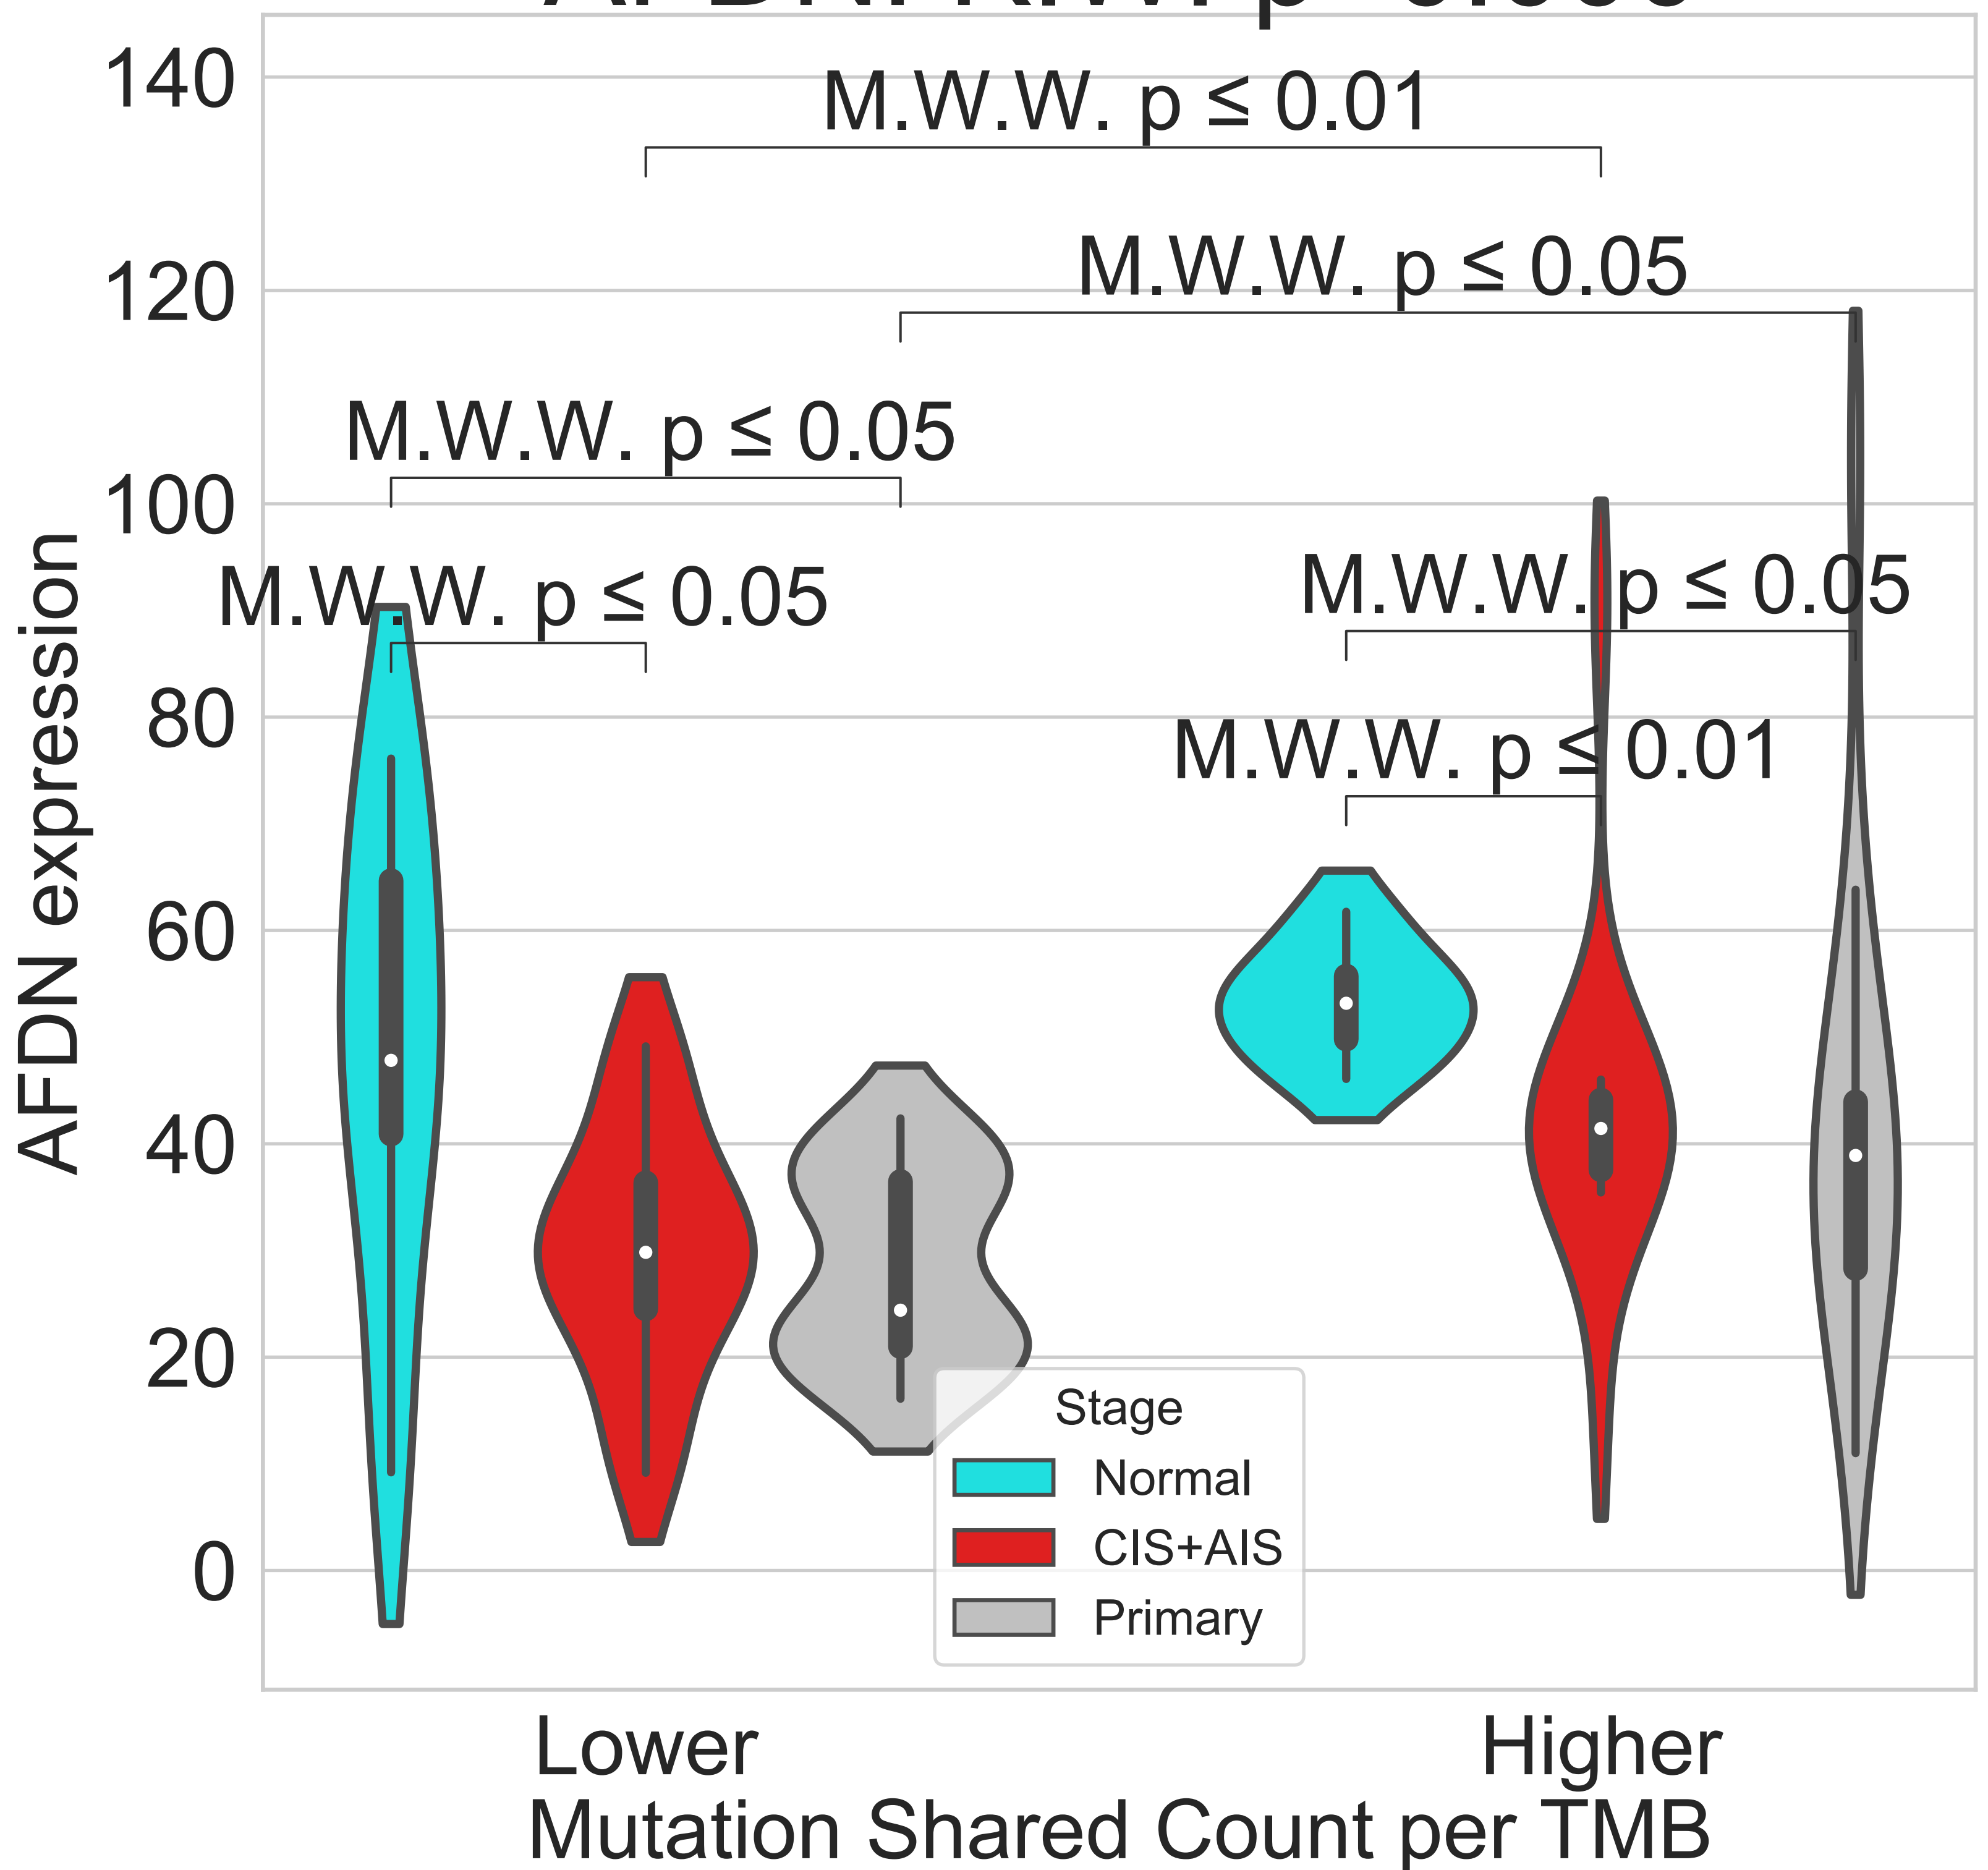 140
M.W.W. p ≤ 0.01
120
M.W.W. p ≤ 0.05
M.W.W. p ≤ 0.05
100
M.W.W. p ≤ 0.05
M.W.W. p ≤ 0.05
80
M.W.W. p ≤ 0.01
60
40
20
0
AFDN expression
Stage
Normal
CIS+AIS
Primary
Lower
Higher
Mutation Shared Count per TMB